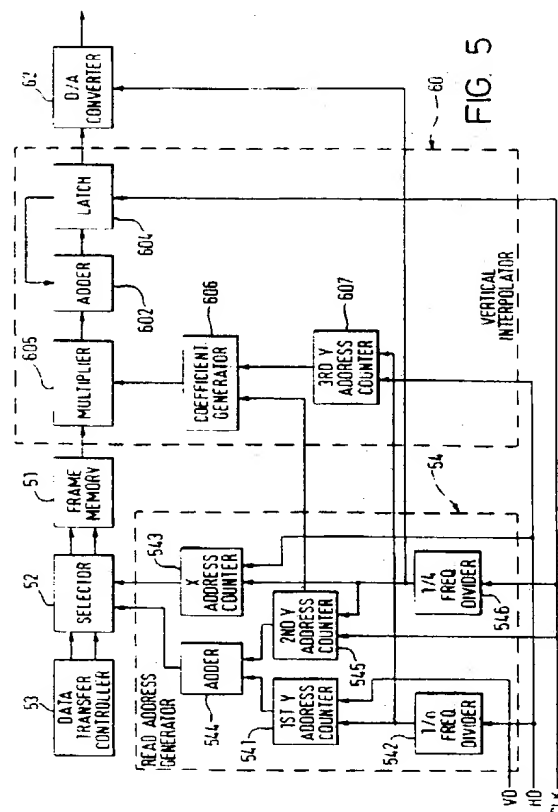 53
DATA
TRANSFER
CONTROLLER
52
SELECTOR
51
FRAME
MEMORY
605
MULTIPLIER
ADDER
602
LATCH
604
62
D/A
CONVERTER
READ ADDRESS
GENERATOR
544
ADDER
543
X
ADDRESS
COUNTER
541
1ST Y
ADDRESS
COUNTER
2ND Y
ADDRESS
COUNTER
545
542
1/n
FREQ
DIVIDER
1/4
FREQ
DIVIDER
546
54
COEFFICIENT
GENERATOR
606
3RD Y
ADDRESS
COUNTER
607
VERTICAL
INTERPOLATOR
60
VD
HD
CLK
FIG. 5